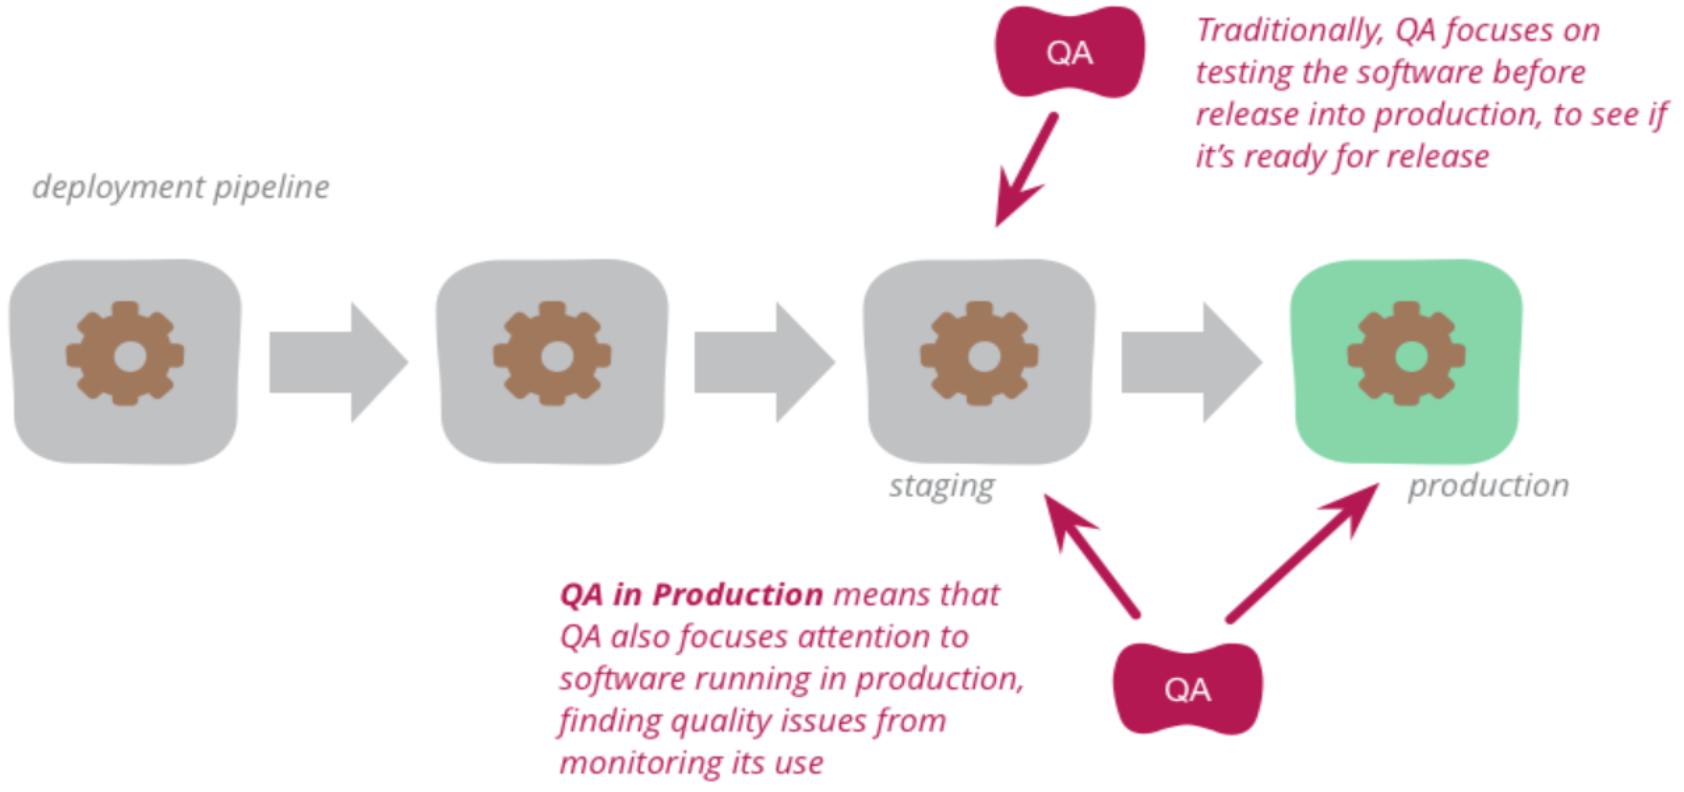 QA
Traditionally, QA focuses on
testing the software before
release into production, to see if
it's ready for release
deployment pipeline
staging
production
QA in Production means that
QA also focuses attention to
software running in production,
finding quality issues from
monitoring its use
QA